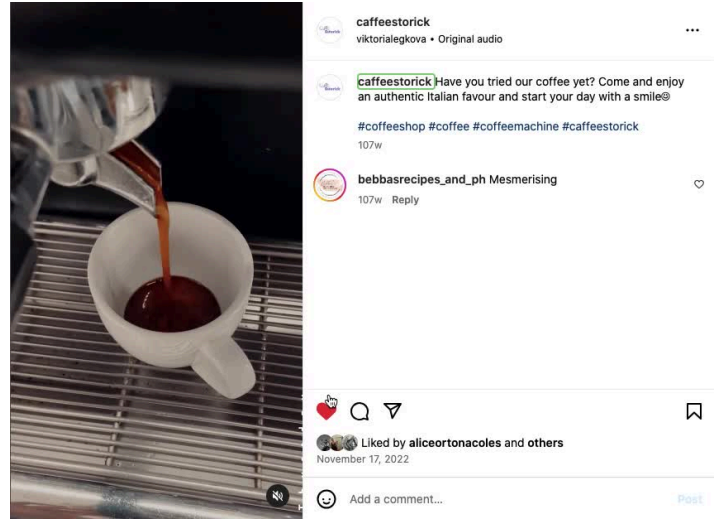 caffeestorick
viktorialegkova • Original audio
caffeestorick Have you tried our coffee yet? Come and enjoy
an authentic Italian favour and start your day with a smile😊
#coffeeshop #coffee #coffeemachine #caffeestorick
107w
bebbasrecipes_and_ph Mesmerising
107w Reply
Liked by aliceortonacoles and others
November 17, 2022
Add a comment...
Post